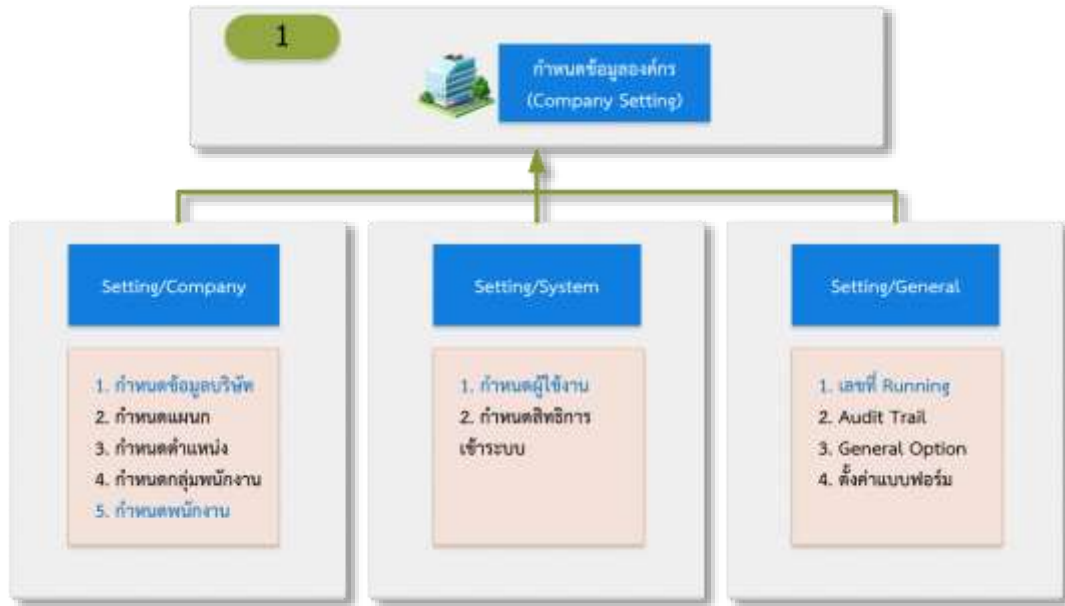 1
กำหนดข้อมูลองค์กร
(Company Setting)
Setting/Company
1. กำหนดข้อมูลบริษัท
2. กำหนดแผนก
3. กำหนดตำแหน่ง
4. กำหนดกลุ่มพนักงาน
5. กำหนดพนักงาน
Setting/System
1. กำหนดผู้ใช้งาน
2. กำหนดสิทธิการ
เข้าระบบ
Setting/General
1. เลขที่ Running
2. Audit Trail
3. General Option
4. ตั้งค่าแบบฟอร์ม